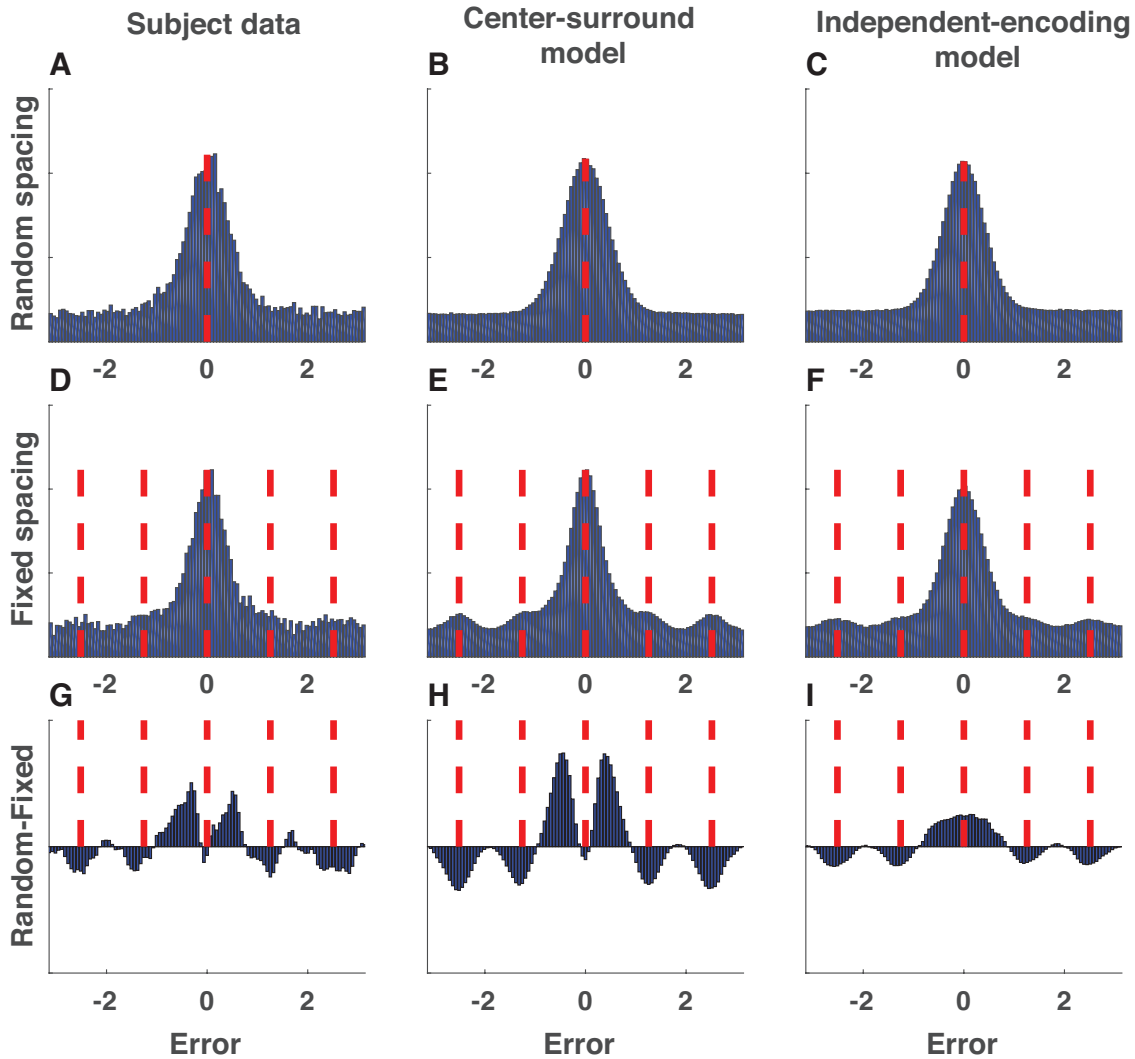 Subject data
Center-surround
model
Independent-encoding
model
A
B
C
Random spacing
-2 0 2
-2 0 2
-2 0 2
D
E
F
Fixed spacing
-2 0 2
-2 0 2
-2 0 2
G
H
I
Random-Fixed
-2 0 2
-2 0 2
-2 0 2
Error
Error
Error